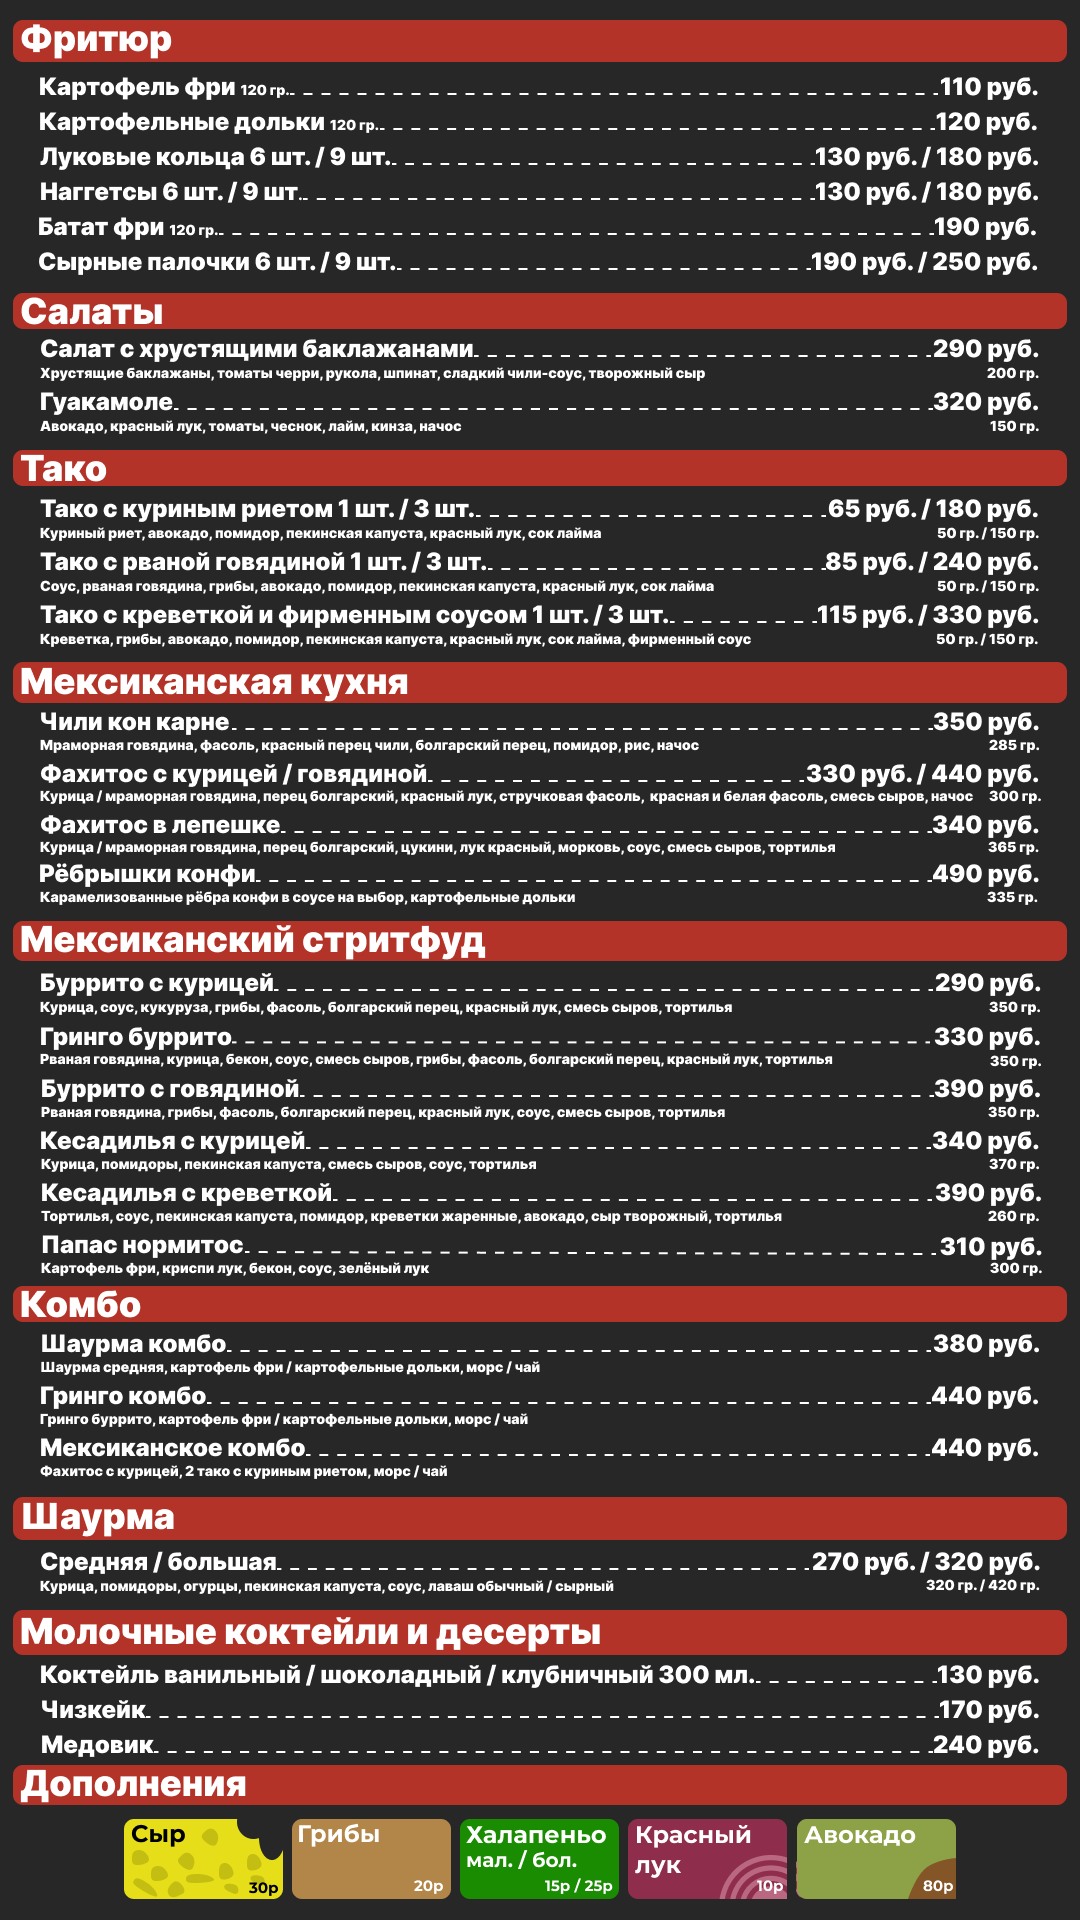 Фритюр
Картофель фри 120 гр. 110 руб.
Картофельные дольки 120 гр. 120 руб.
Луковые кольца 6 шт. / 9 шт. 130 руб. / 180 руб.
Наггетсы 6 шт. / 9 шт. 130 руб. / 180 руб.
Батат фри 120 гр. 190 руб.
Сырные палочки 6 шт. / 9 шт. 190 руб. / 250 руб.
Салаты
Салат с хрустящими баклажанами 290 руб.
Хрустящие баклажаны, томаты черри, рукола, шпинат, сладкий чили-соус, творожный сыр 200 гр.
Гуакамоле 320 руб.
Авокадо, красный лук, томаты, чеснок, лайм, кинза, начос 150 гр.
Тако
Тако с куриным риетом 1 шт. / 3 шт. 65 руб. / 180 руб.
Куриный риет, авокадо, помидор, пекинская капуста, красный лук, сок лайма 50 гр. / 150 гр.
Тако с рваной говядиной 1 шт. / 3 шт. 85 руб. / 240 руб.
Соус, рваная говядина, грибы, авокадо, помидор, пекинская капуста, красный лук, сок лайма 50 гр. / 150 гр.
Тако с креветкой и фирменным соусом 1 шт. / 3 шт. 115 руб. / 330 руб.
Креветка, грибы, авокадо, помидор, пекинская капуста, красный лук, сок лайма, фирменный соус 50 гр. / 150 гр.
Мексиканская кухня
Чили кон карне 350 руб.
Мраморная говядина, фасоль, красный перец чили, болгарский перец, помидор, рис, начос 285 гр.
Фахитос с курицей / говядиной 330 руб. / 440 руб.
Курица / мраморная говядина, перец болгарский, красный лук, стручковая фасоль, красная и белая фасоль, смесь сыров, начос 300 гр.
Фахитос в лепешке 340 руб.
Курица / мраморная говядина, перец болгарский, цукини, лук красный, морковь, соус, смесь сыров, тортилья 365 гр.
Рёбрышки конфи 490 руб.
Карамелизованные рёбра конфи в соусе на выбор, картофельные дольки 335 гр.
Мексиканский стритфуд
Буррито с курицей 290 руб.
Курица, соус, кукуруза, грибы, фасоль, болгарский перец, красный лук, смесь сыров, тортилья 350 гр.
Гринго буррито 330 руб.
Рваная говядина, курица, бекон, соус, смесь сыров, грибы, фасоль, болгарский перец, красный лук, тортилья 350 гр.
Буррито с говядиной 390 руб.
Рваная говядина, грибы, фасоль, болгарский перец, красный лук, соус, смесь сыров, тортилья 350 гр.
Кесадилья с курицей 340 руб.
Курица, помидоры, пекинская капуста, смесь сыров, соус, тортилья 370 гр.
Кесадилья с креветкой 390 руб.
Тортилья, соус, пекинская капуста, помидор, креветки жаренные, авокадо, сыр творожный, тортилья 260 гр.
Папас нормитос 310 руб.
Картофель фри, криспи лук, бекон, соус, зелёный лук 300 гр.
Комбо
Шаурма комбо 380 руб.
Шаурма средняя, картофель фри / картофельные дольки, морс / чай
Гринго комбо 440 руб.
Гринго буррито, картофель фри / картофельные дольки, морс / чай
Мексиканское комбо 440 руб.
Фахитос с курицей, 2 тако с куриным риетом, морс / чай
Шаурма
Средняя / большая 270 руб. / 320 руб.
Курица, помидоры, огурцы, пекинская капуста, соус, лаваш обычный / сырный 320 гр. / 420 гр.
Молочные коктейли и десерты
Коктейль ванильный / шоколадный / клубничный 300 мл. 130 руб.
Чизкейк 170 руб.
Медовик 240 руб.
Дополнения
Сыр
30р
Грибы
20р
Халапеньо
мал. / бол.
15р / 25р
Красный
лук
10р
Авокадо
80р